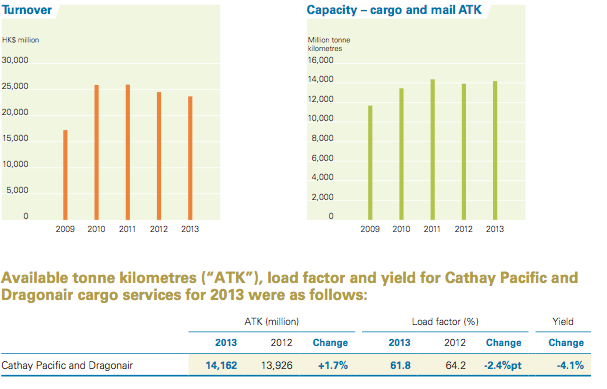 Turnover
HK$ million
30,000
25,000
20,000
15,000
10,000
5,000
0
2009 2010 2011 2012 2013
Capacity – cargo and mail ATK
Million tonne
kilometres
16,000
14,000
12,000
10,000
8,000
6,000
4,000
2,000
0
2009 2010 2011 2012 2013
Available tonne kilometres (“ATK”), load factor and yield for Cathay Pacific and
Dragonair cargo services for 2013 were as follows:
ATK (million) Load factor (%) Yield
2013 2012 Change 2013 2012 Change Change
Cathay Pacific and Dragonair 14,162 13,926 +1.7% 61.8 64.2 -2.4%pt -4.1%